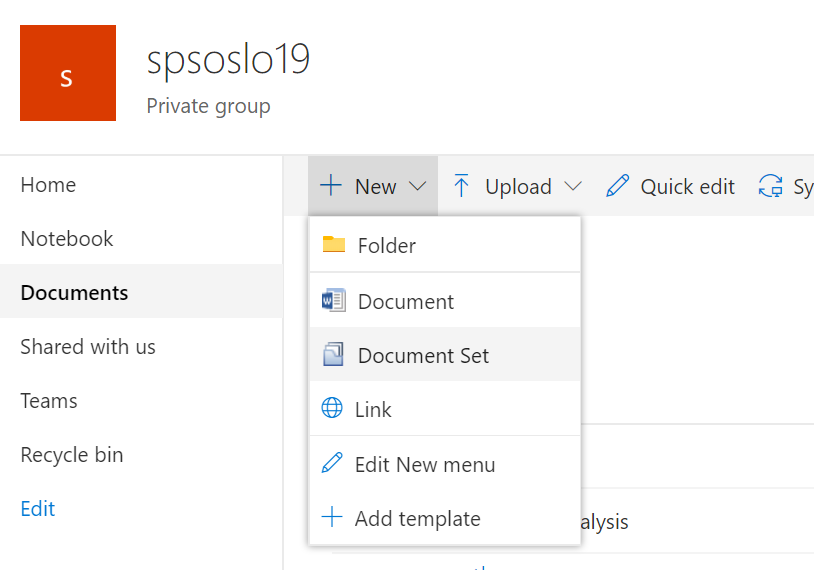 S
spsoslo19
Private group
Home
Notebook
Documents
Shared with us
Teams
Recycle bin
Edit
New
Upload
Quick edit
Sy
Folder
Document
Document Set
Link
Edit New menu
Add template
alysis